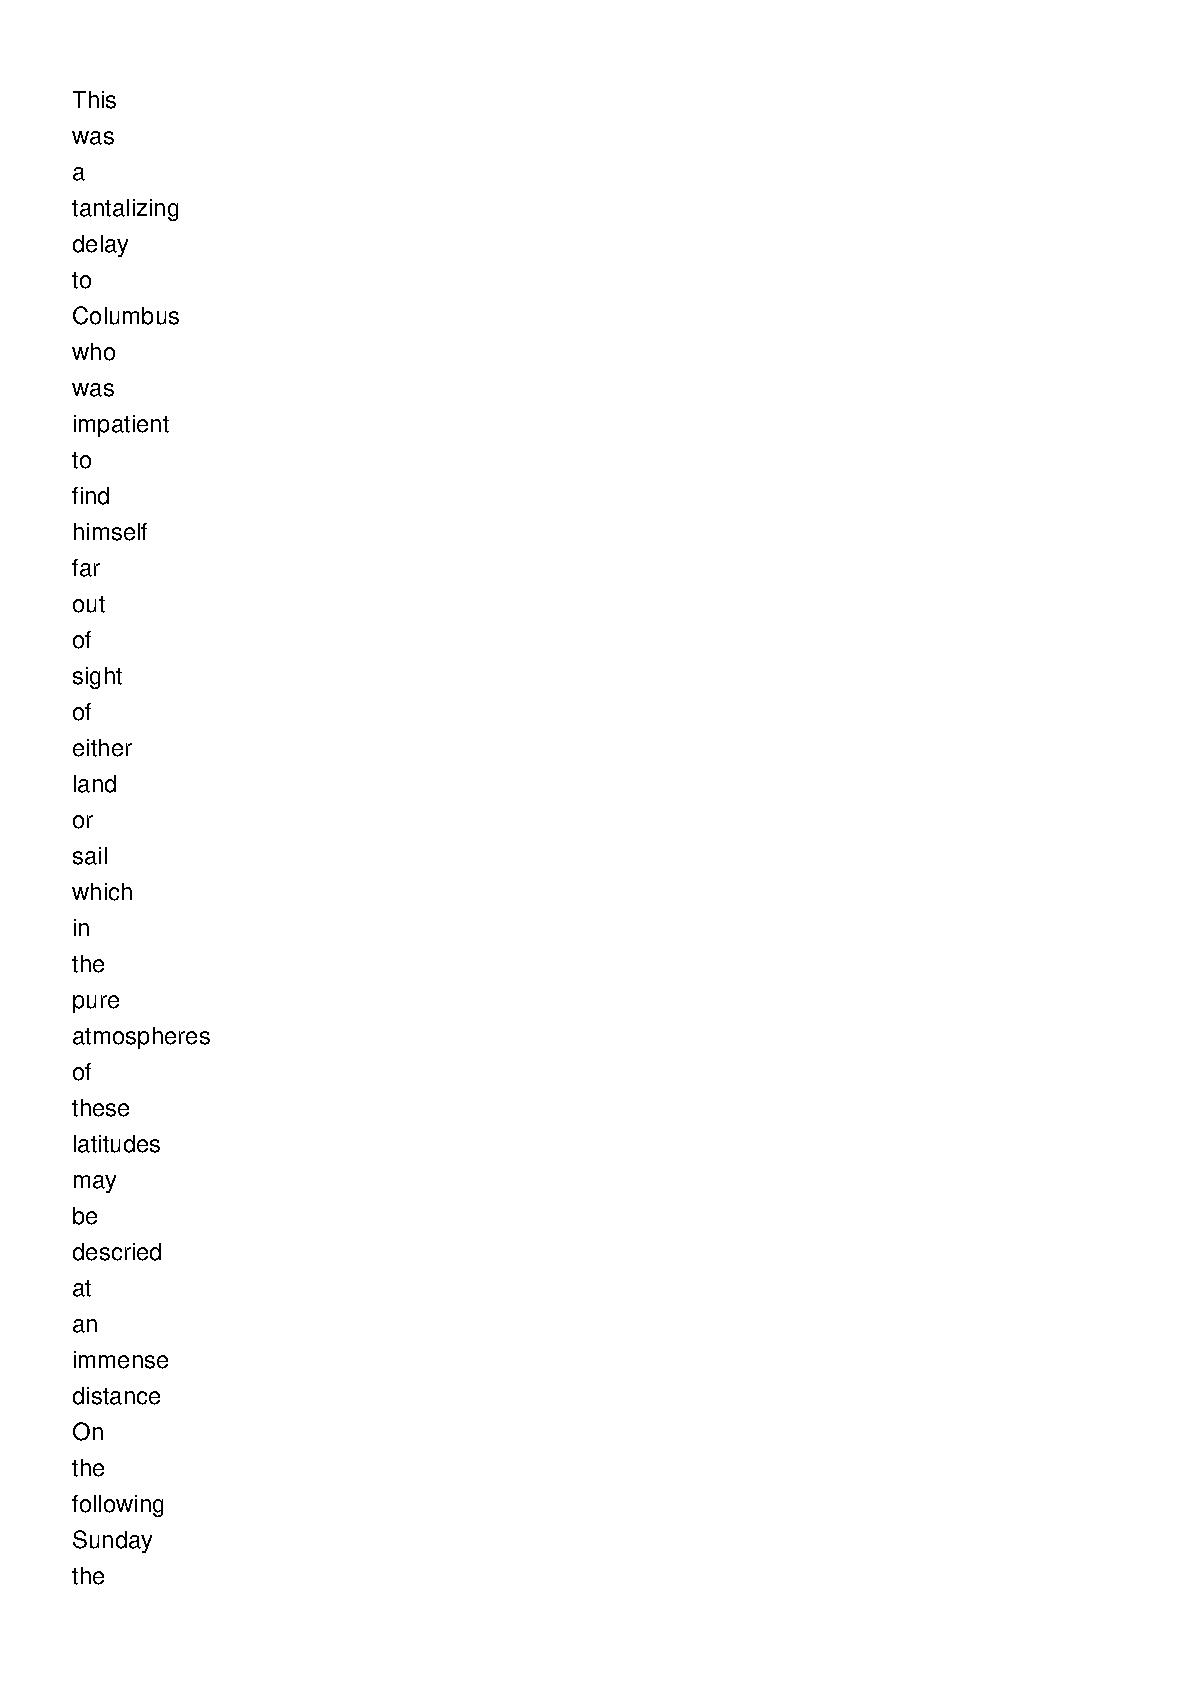 This
was
a
tantalizing
delay
to
Columbus
who
was
impatient
to
find
himself
far
out
of
sight
of
either
land
or
sail
which
in
the
pure
atmospheres
of
these
latitudes
may
be
descried
at
an
immense
distance
On
the
following
Sunday
the